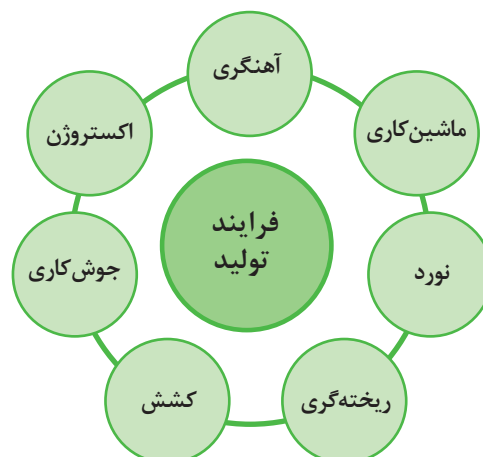 آهنگری
ماشین‌کاری
اکستروژن
فرایند
تولید
نورد
جوش‌کاری
ریخته‌گری
کشش